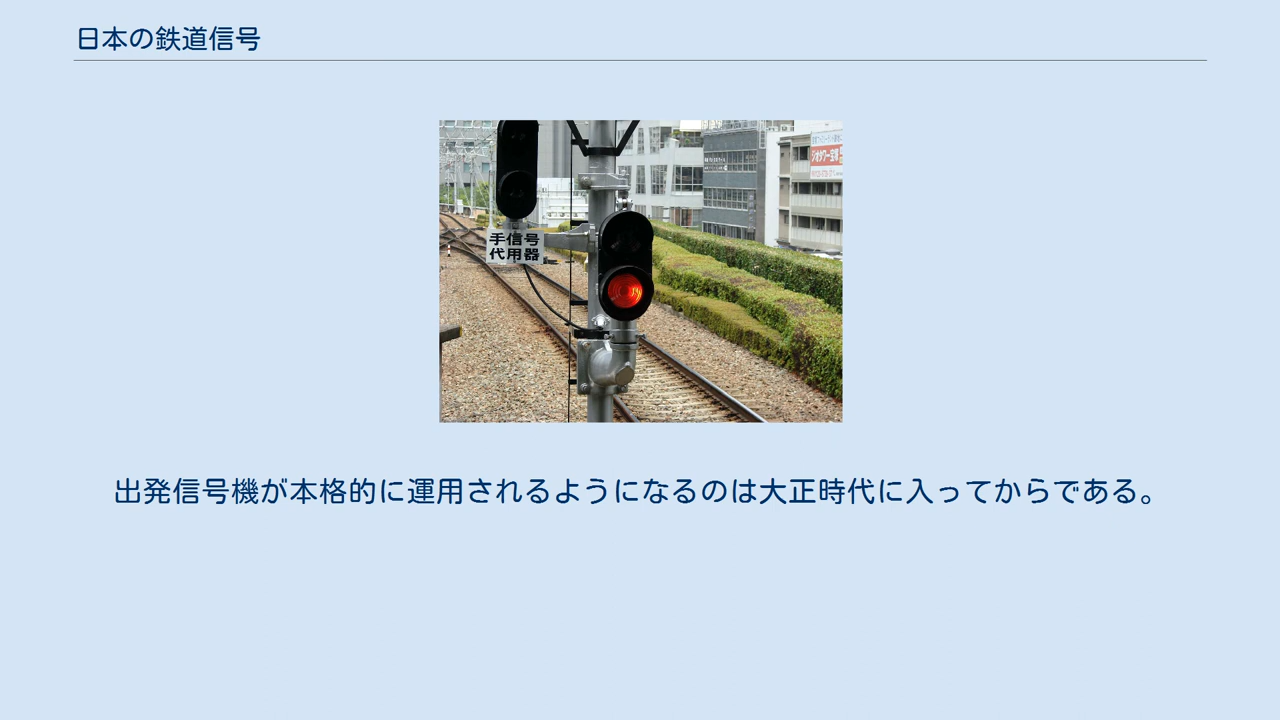 日本の鉄道信号
手信号
代用器
出発信号機が本格的に運用されるようになるのは大正時代に入ってからである。